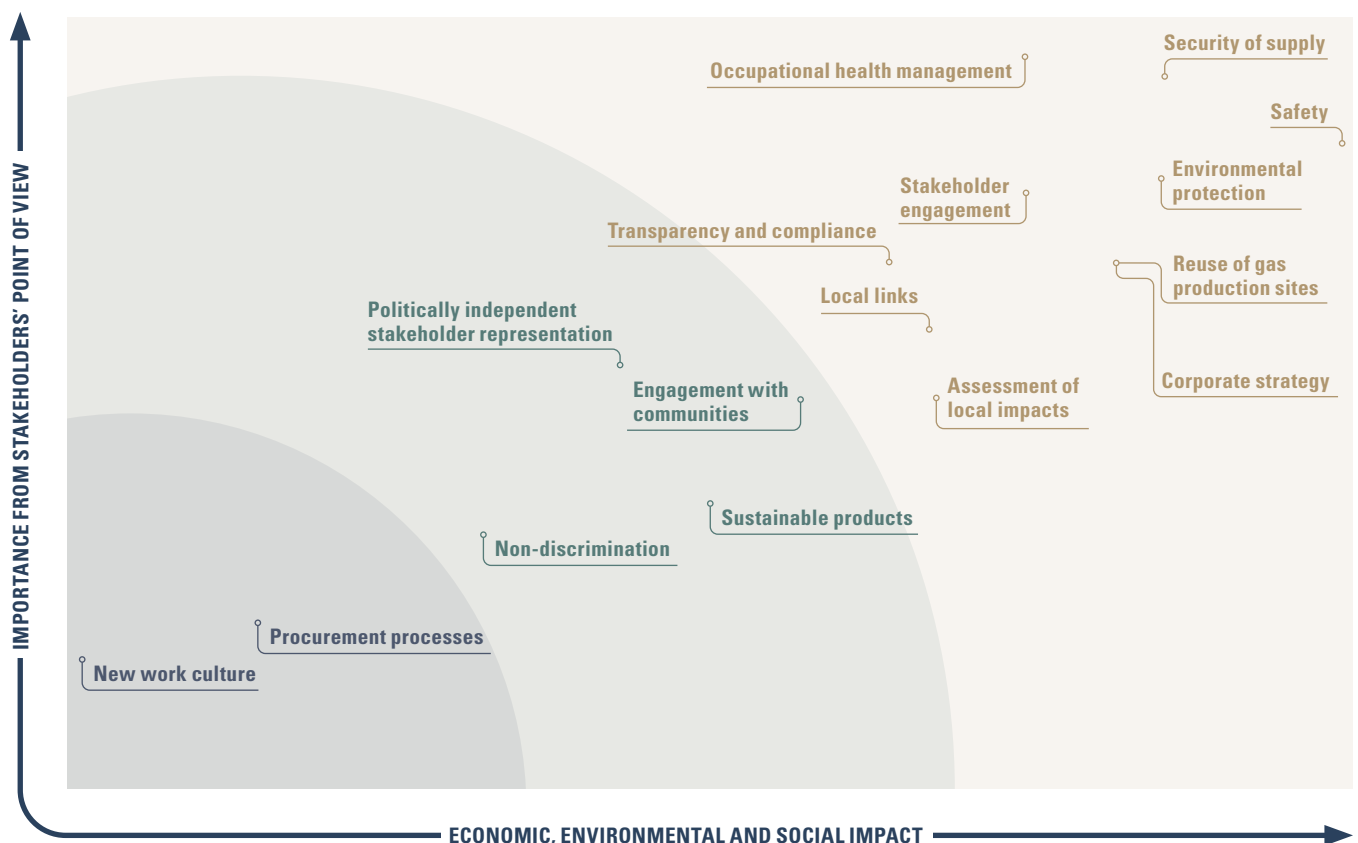 IMPORTANCE FROM STAKEHOLDERS’ POINT OF VIEW
Security of supply
Occupational health management
Safety
Environmental
protection
Stakeholder
engagement
Transparency and compliance
Reuse of gas
production sites
Local links
Politically independent
stakeholder representation
Corporate strategy
Assessment of
local impacts
Engagement with
communities
Sustainable products
Non-discrimination
Procurement processes
New work culture
ECONOMIC, ENVIRONMENTAL AND SOCIAL IMPACT